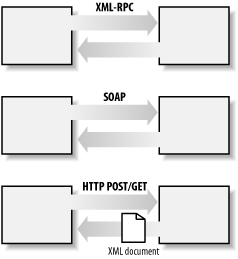 XML-RPC
SOAP
HTTP POST/GET
XML document